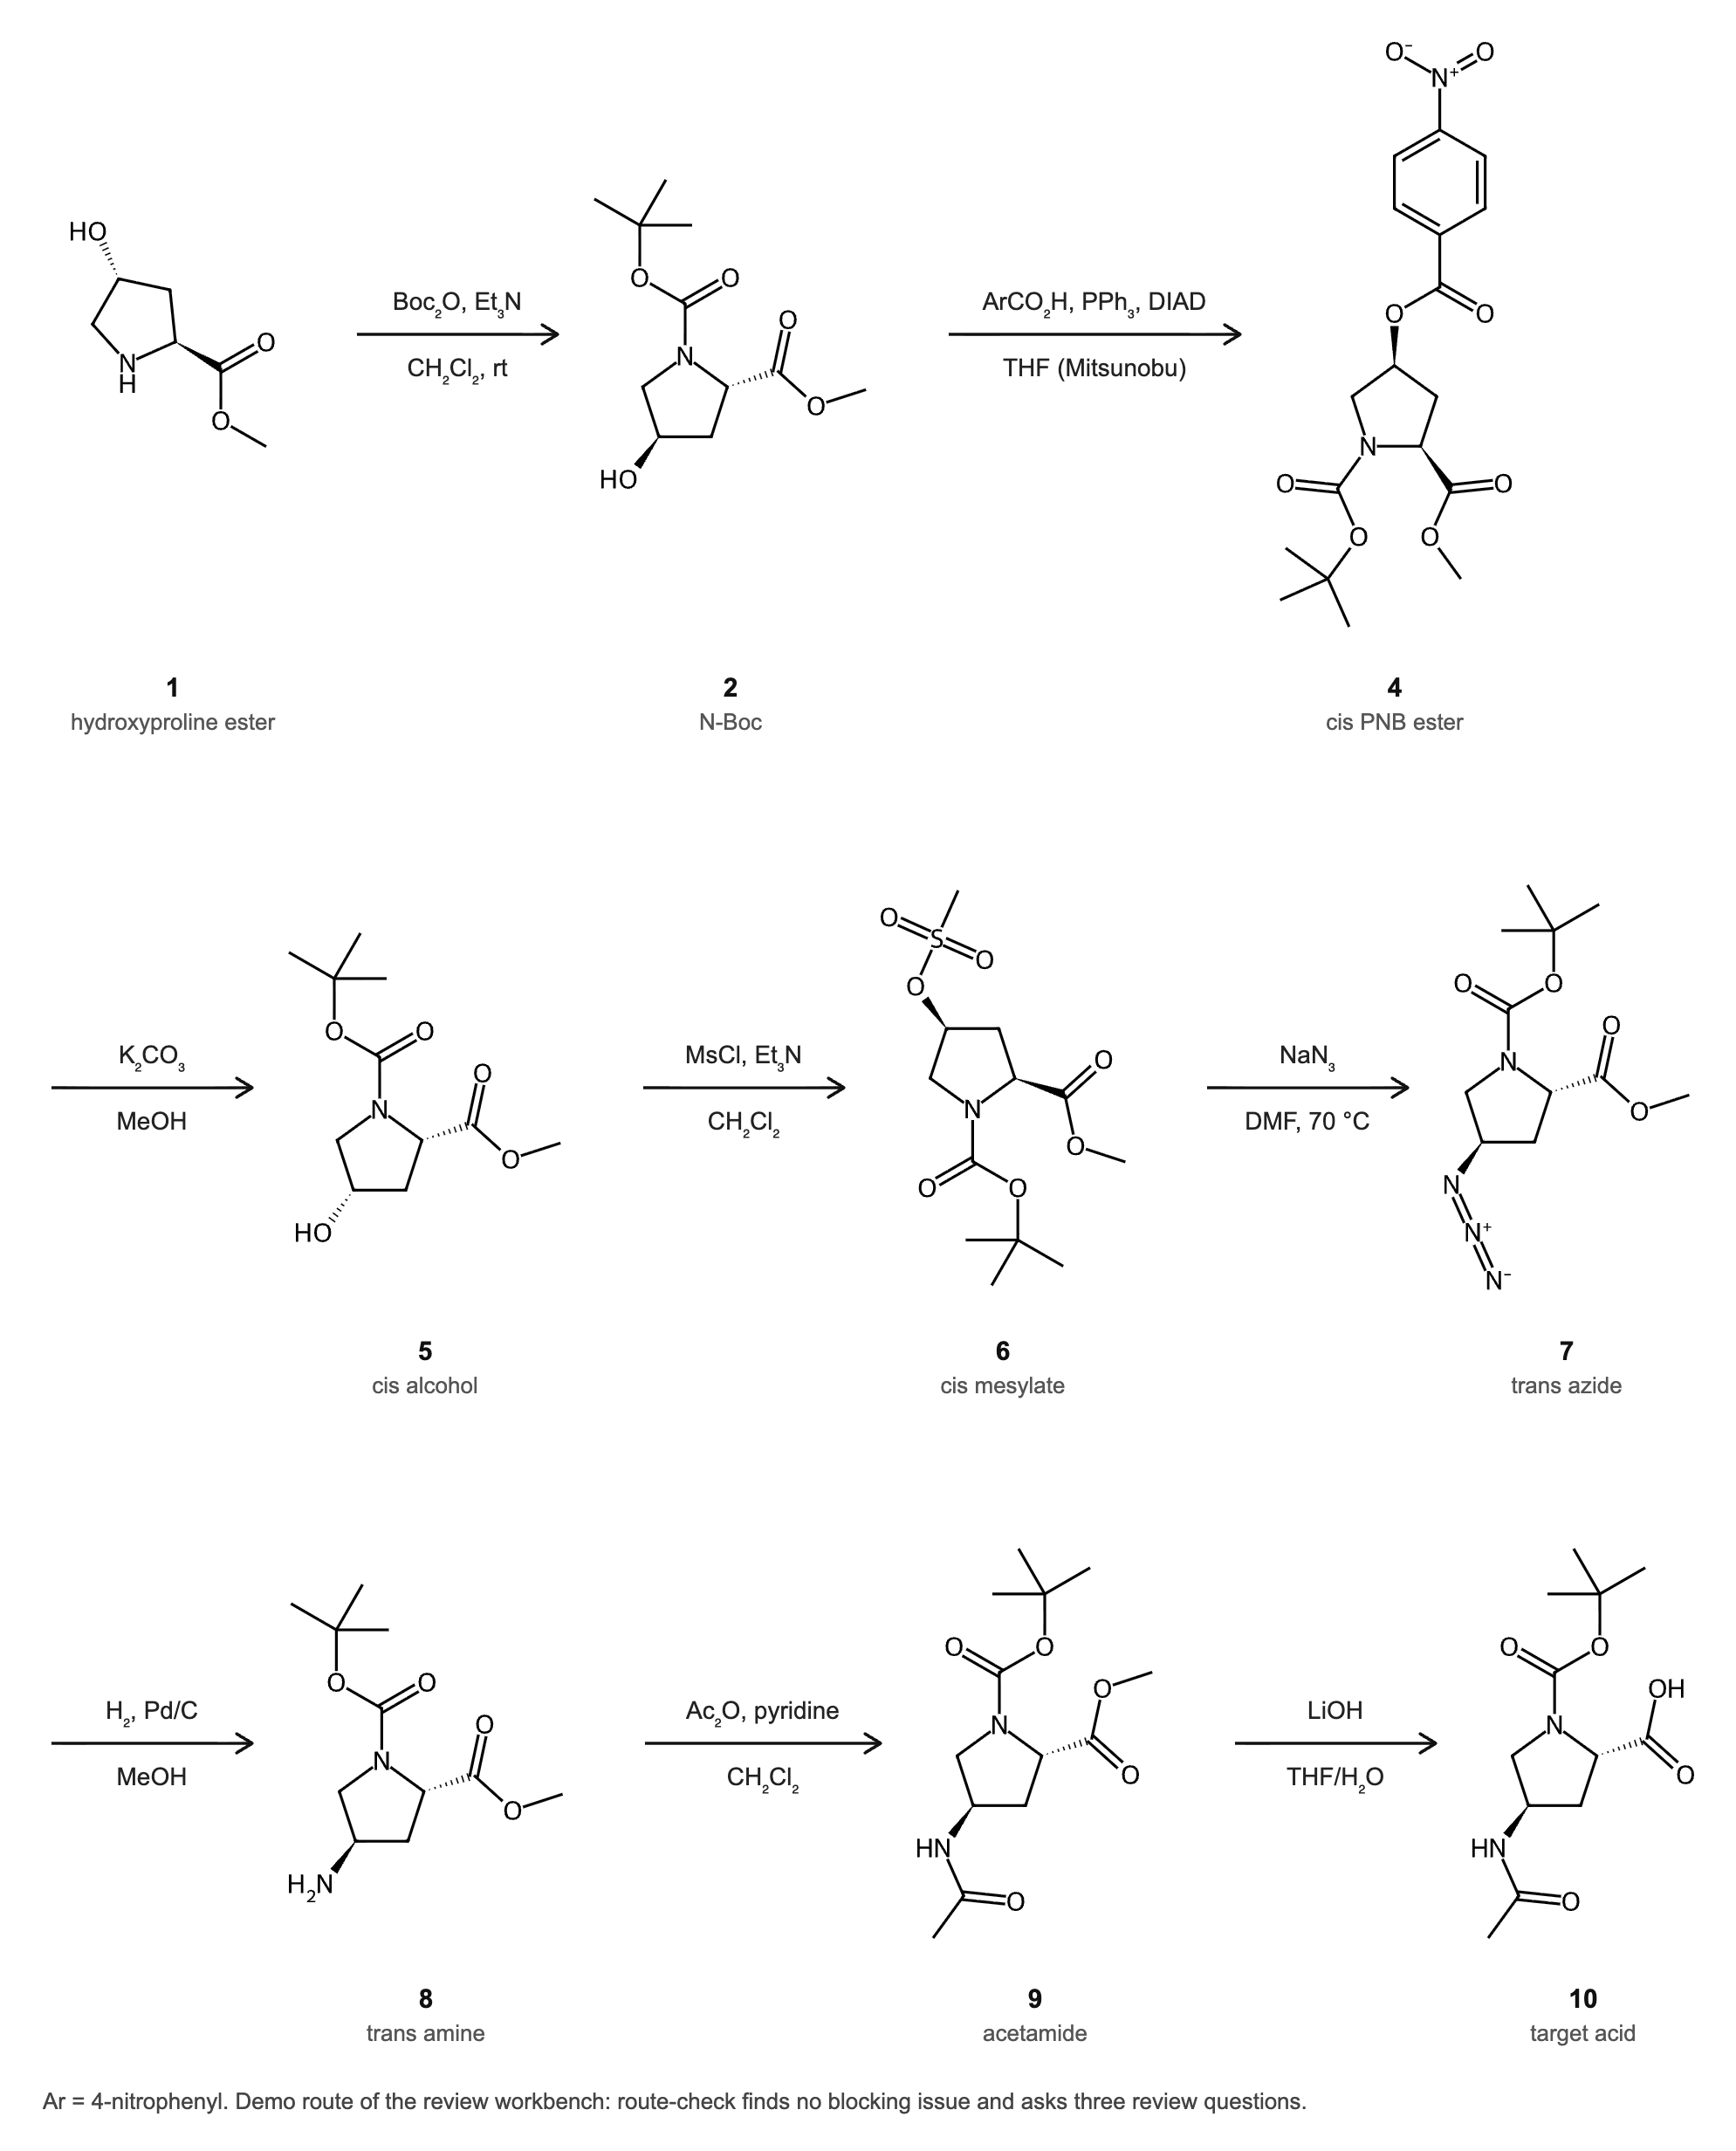 HO
N
H
O
O
Boc₂O, Et₃N
CH₂Cl₂, rt
O
O
N
O
O
HO
ArCO₂H, PPh₃, DIAD
THF (Mitsunobu)
O⁻ N⁺ O
O
O
N
O
O
O
O
1
hydroxyproline ester
2
N-Boc
4
cis PNB ester
K₂CO₃
MeOH
O
O
N
O
O
HO
MsCl, Et₃N
CH₂Cl₂
O
S
O
O
N
O
O
O
O
NaN₃
DMF, 70 °C
O
O
N
O
O
N
N⁺
N⁻
5
cis alcohol
6
cis mesylate
7
trans azide
H₂, Pd/C
MeOH
O
O
N
O
O
H₂N
Ac₂O, pyridine
CH₂Cl₂
O
O
N
O
O
HN
O
LiOH
THF/H₂O
O
O
N
OH
O
HN
O
8
trans amine
9
acetamide
10
target acid
Ar = 4-nitrophenyl. Demo route of the review workbench: route-check finds no blocking issue and asks three review questions.